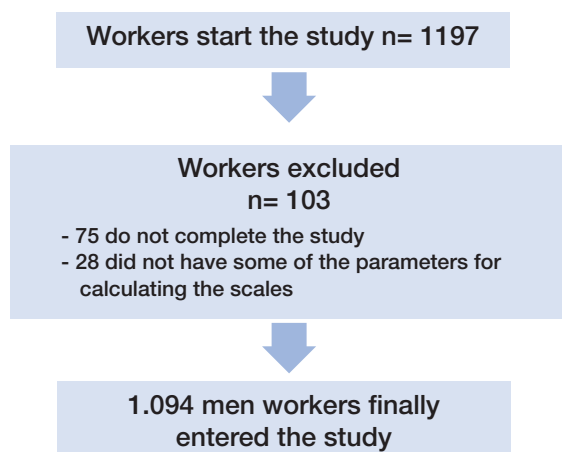 Workers start the study n= 1197
Workers excluded
n= 103
- 75 do not complete the study
- 28 did not have some of the parameters for
calculating the scales
1.094 men workers finally
entered the study